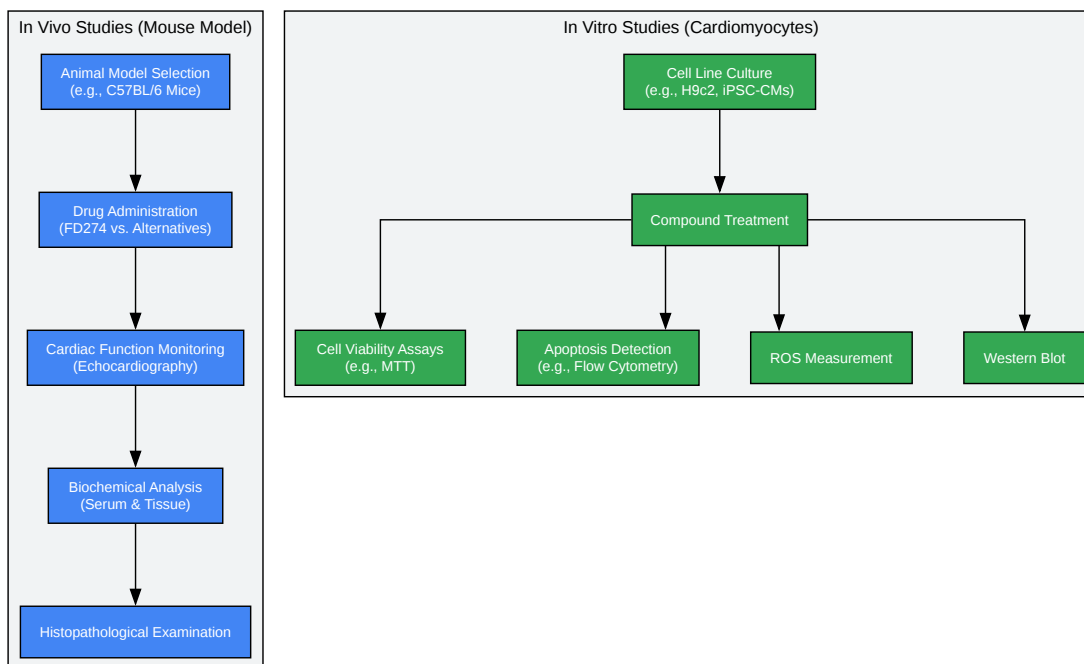 In Vivo Studies (Mouse Model)
Animal Model Selection
(e.g., C57BL/6 Mice)
Drug Administration
(FD274 vs. Alternatives)
Cardiac Function Monitoring
(Echocardiography)
Biochemical Analysis
(Serum & Tissue)
Histopathological Examination
In Vitro Studies (Cardiomyocytes)
Cell Line Culture
(e.g., H9c2, iPSC-CMs)
Compound Treatment
Cell Viability Assays
(e.g., MTT)
Apoptosis Detection
(e.g., Flow Cytometry)
ROS Measurement
Western Blot